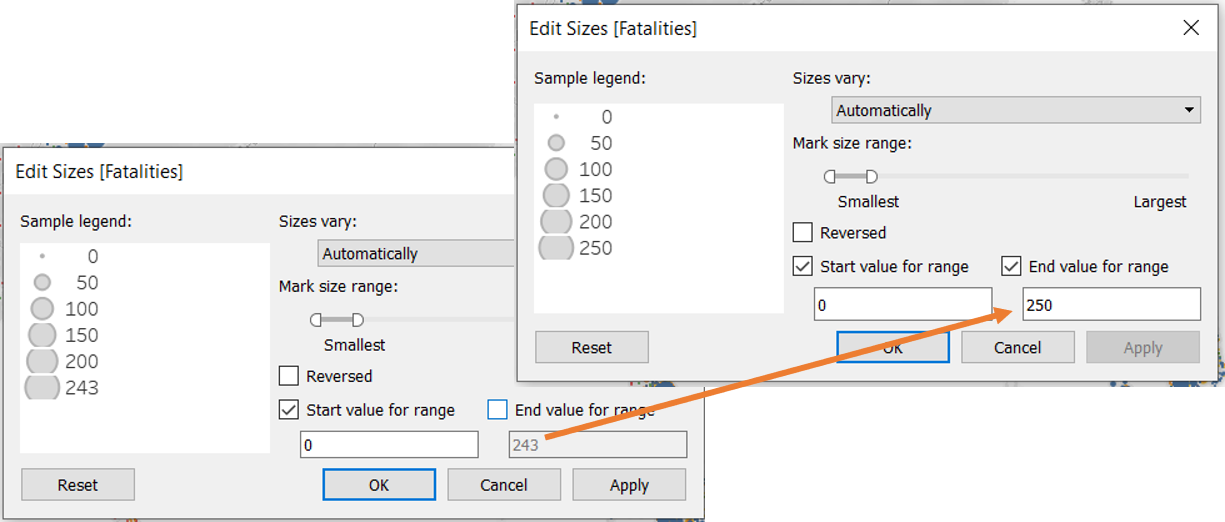 Edit Sizes [Fatalities]
Sample legend:
0
50
100
150
200
243
Sizes vary:
Automatically
Mark size range:
Smallest
Reversed
Start value for range
End value for range
0
243
Reset
OK
Cancel
Apply
Edit Sizes [Fatalities]
Sample legend:
0
50
100
150
200
250
Sizes vary:
Automatically
Mark size range:
Smallest
Largest
Reversed
Start value for range
End value for range
0
250
Reset
OK
Cancel
Apply